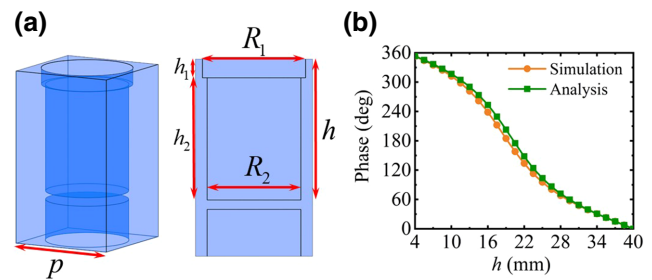 (a)
R1
h1
h2
h
R2
p
(b)
Simulation
Analysis
Phase (deg)
360
300
240
180
120
60
0
4 10 16 22 28 34 40
h (mm)